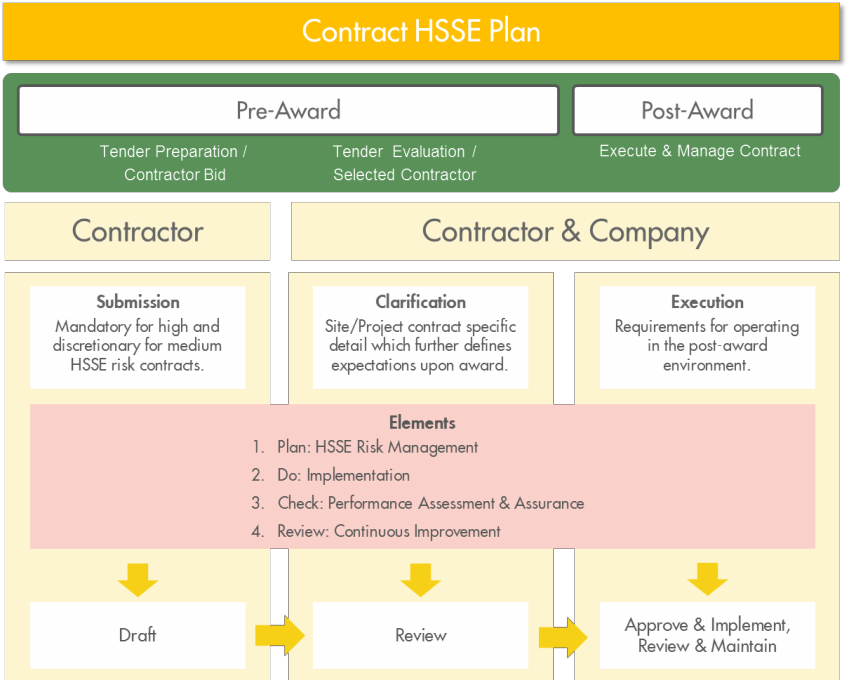 Contract HSSE Plan
Pre-Award
Post-Award
Tender Preparation /
Contractor Bid
Tender Evaluation /
Selected Contractor
Execute & Manage Contract
Contractor
Contractor & Company
Submission
Mandatory for high and
discretionary for medium
HSSE risk contracts.
Clarification
Site/Project contract specific
detail which further defines
expectations upon award.
Execution
Requirements for operating
in the post-award
environment.
Elements
1. Plan: HSSE Risk Management
2. Do: Implementation
3. Check: Performance Assessment & Assurance
4. Review: Continuous Improvement
Draft
Review
Approve & Implement,
Review & Maintain